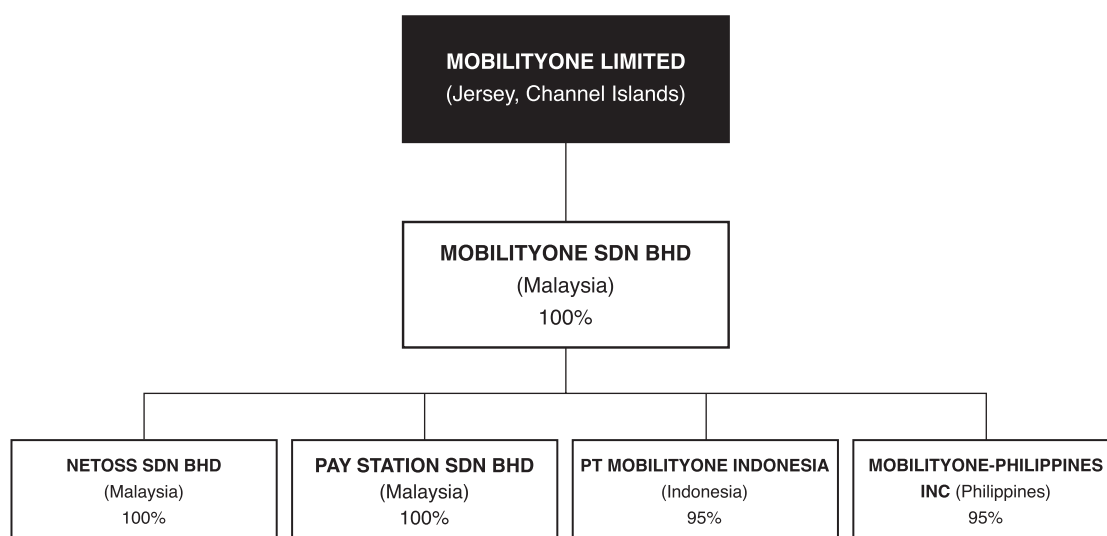 MOBILITYONE LIMITED
(Jersey, Channel Islands)
MOBILITYONE SDN BHD
(Malaysia)
100%
NETOSS SDN BHD
(Malaysia)
100%
PAY STATION SDN BHD
(Malaysia)
100%
PT MOBILITYONE INDONESIA
(Indonesia)
95%
MOBILITYONE-PHILIPPINES
INC (Philippines)
95%